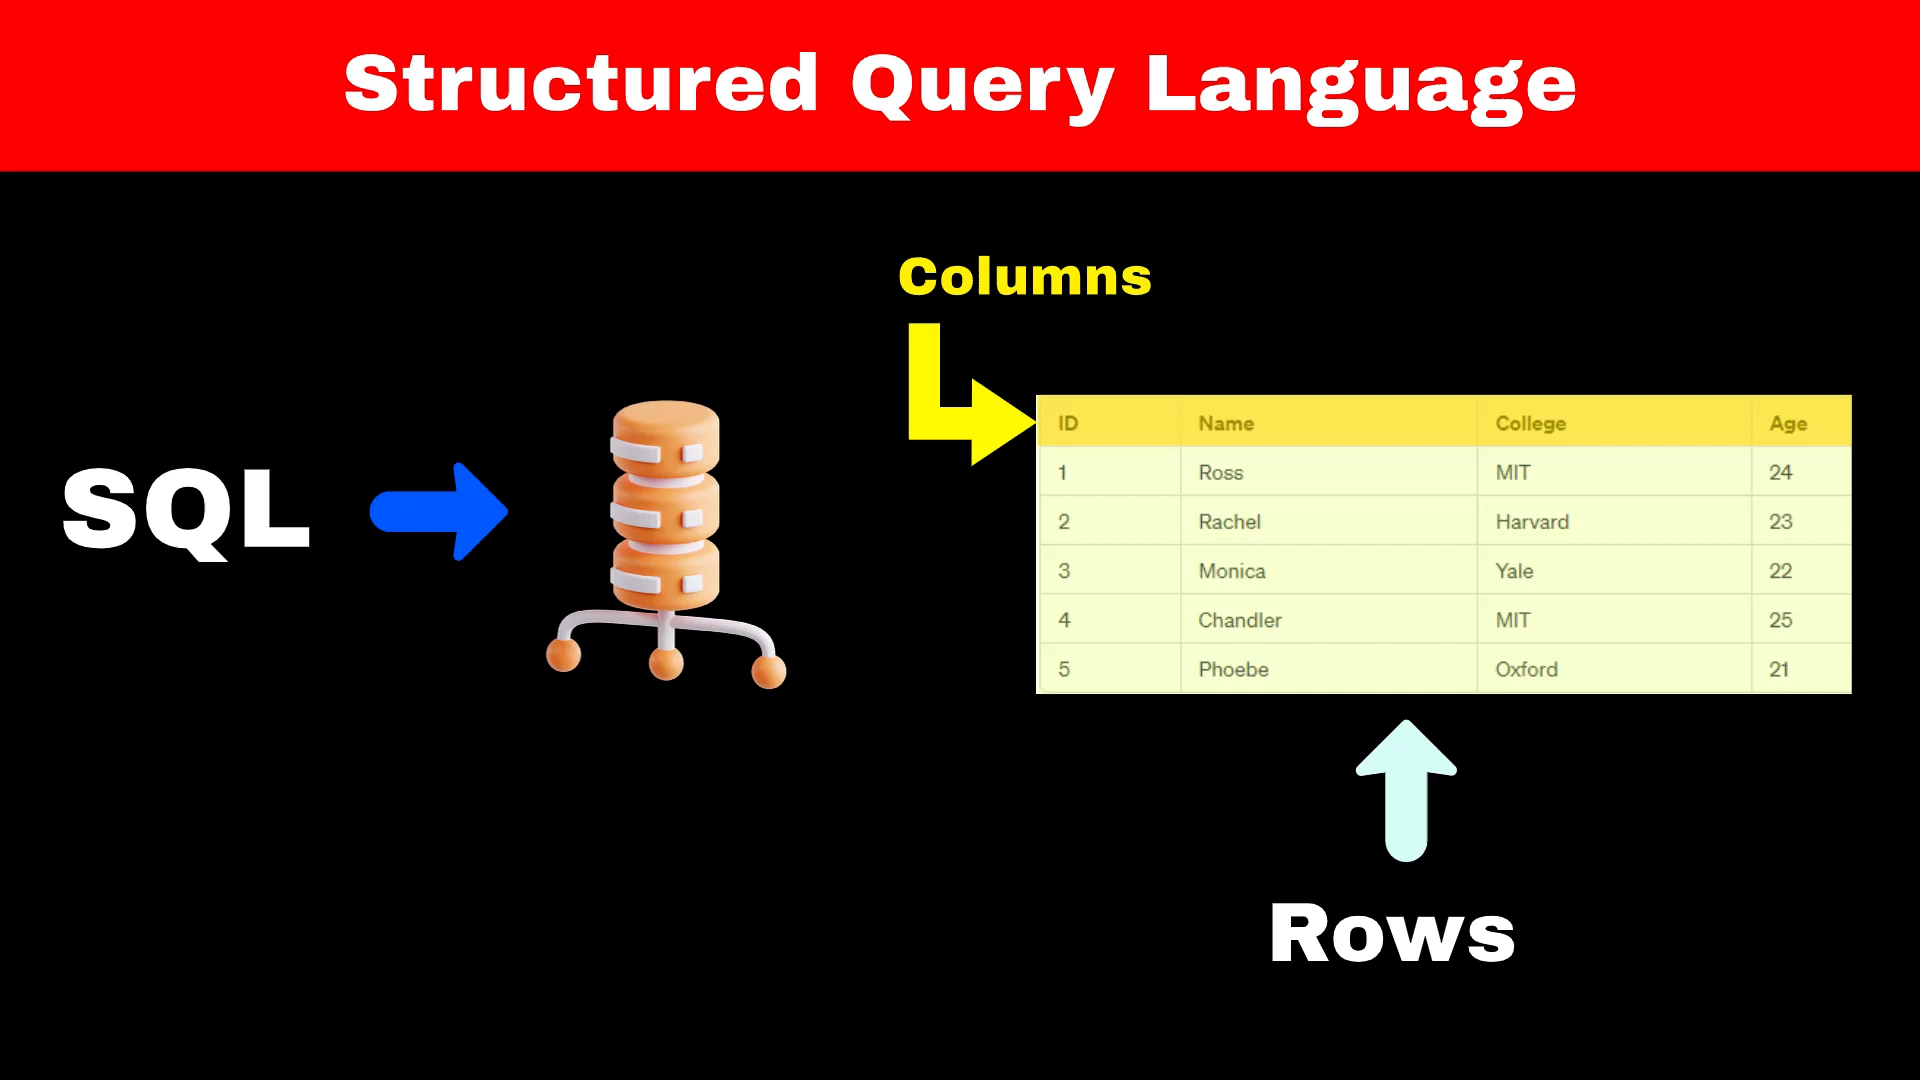 Structured Query Language
Columns
SQL
ID Name College Age
1 Ross MIT 24
2 Rachel Harvard 23
3 Monica Yale 22
4 Chandler MIT 25
5 Phoebe Oxford 21
Rows